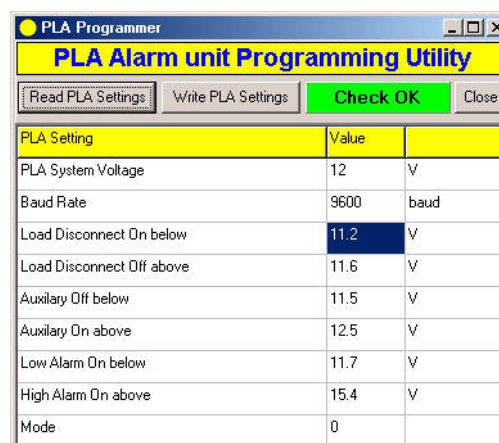 PLA Programmer
PLA Alarm unit Programming Utility
Read PLA Settings Write PLA Settings Check OK Close
PLA Setting Value
PLA System Voltage 12 V
Baud Rate 9600 baud
Load Disconnect On below 11.2 V
Load Disconnect Off above 11.6 V
Auxilary Off below 11.5 V
Auxilary On above 12.5 V
Low Alarm On below 11.7 V
High Alarm On above 15.4 V
Mode 0